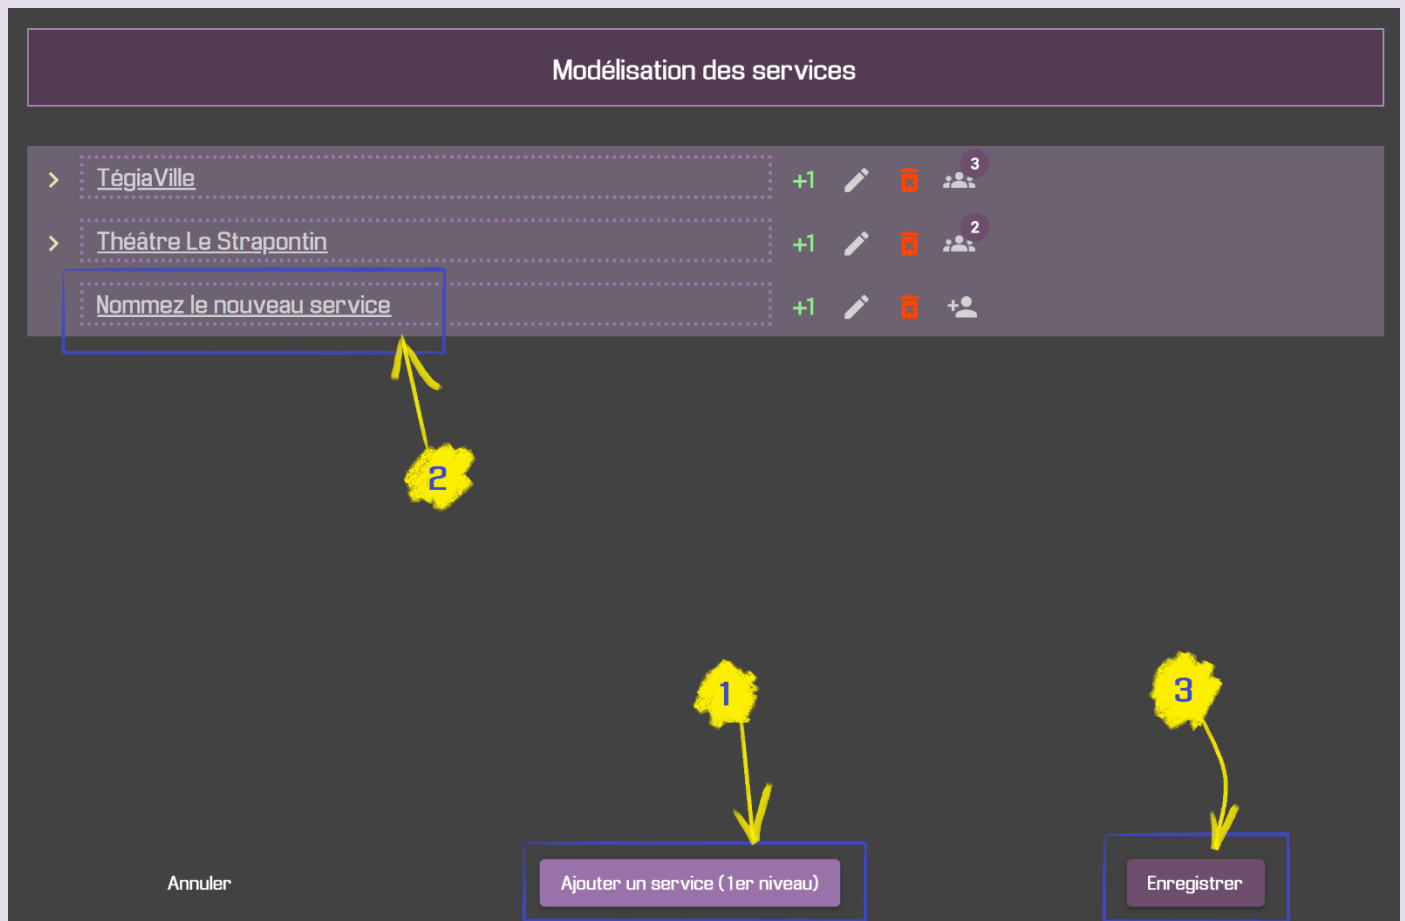 Modélisation des services
TégiaVille +1 3
Théâtre Le Strapontin +1 2
Nommez le nouveau service +1
2
1
3
Annuler Ajouter un service (1er niveau) Enregistrer